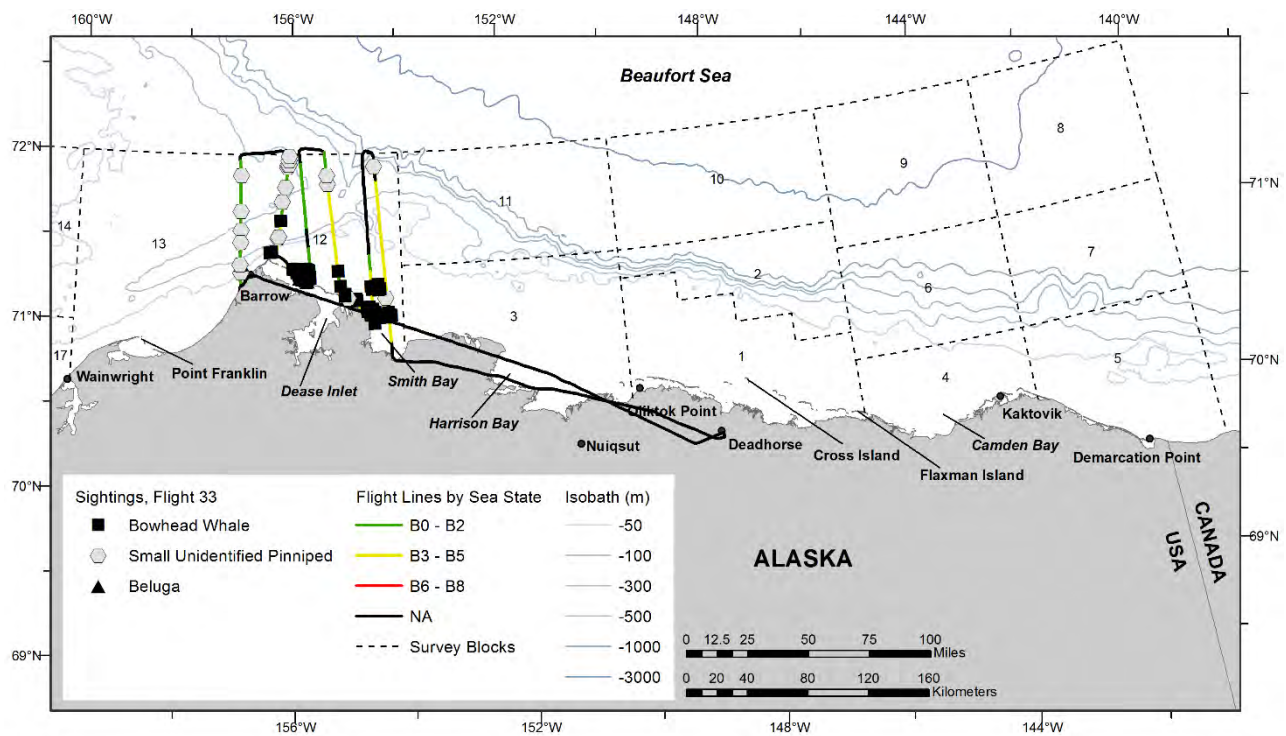 160°W 156°W 152°W 148°W 144°W 140°W
Beaufort Sea
72°N
8
9
71°N
10
11
14
13
12
7
2
6
Barrow
71°N
3
17
1
5
70°N
Point Franklin
Wainwright
Smith Bay
4
Dease Inlet
Oliktok Point
Kaktovik
Harrison Bay
Nuiqsut
Deadhorse
Camden Bay
Cross Island
Demarcation Point
Flaxman Island
70°N
Sightings, Flight 33
Bowhead Whale
Small Unidentified Pinniped
Beluga
Flight Lines by Sea State
B0 - B2
B3 - B5
B6 - B8
NA
Survey Blocks
Isobath (m)
-50
-100
-300
-500
-1000
-3000
ALASKA
CANADA
USA
69°N
0 12.5 25 50 75 100
Miles
0 20 40 80 120 160
Kilometers
69°N
156°W 152°W 148°W 144°W